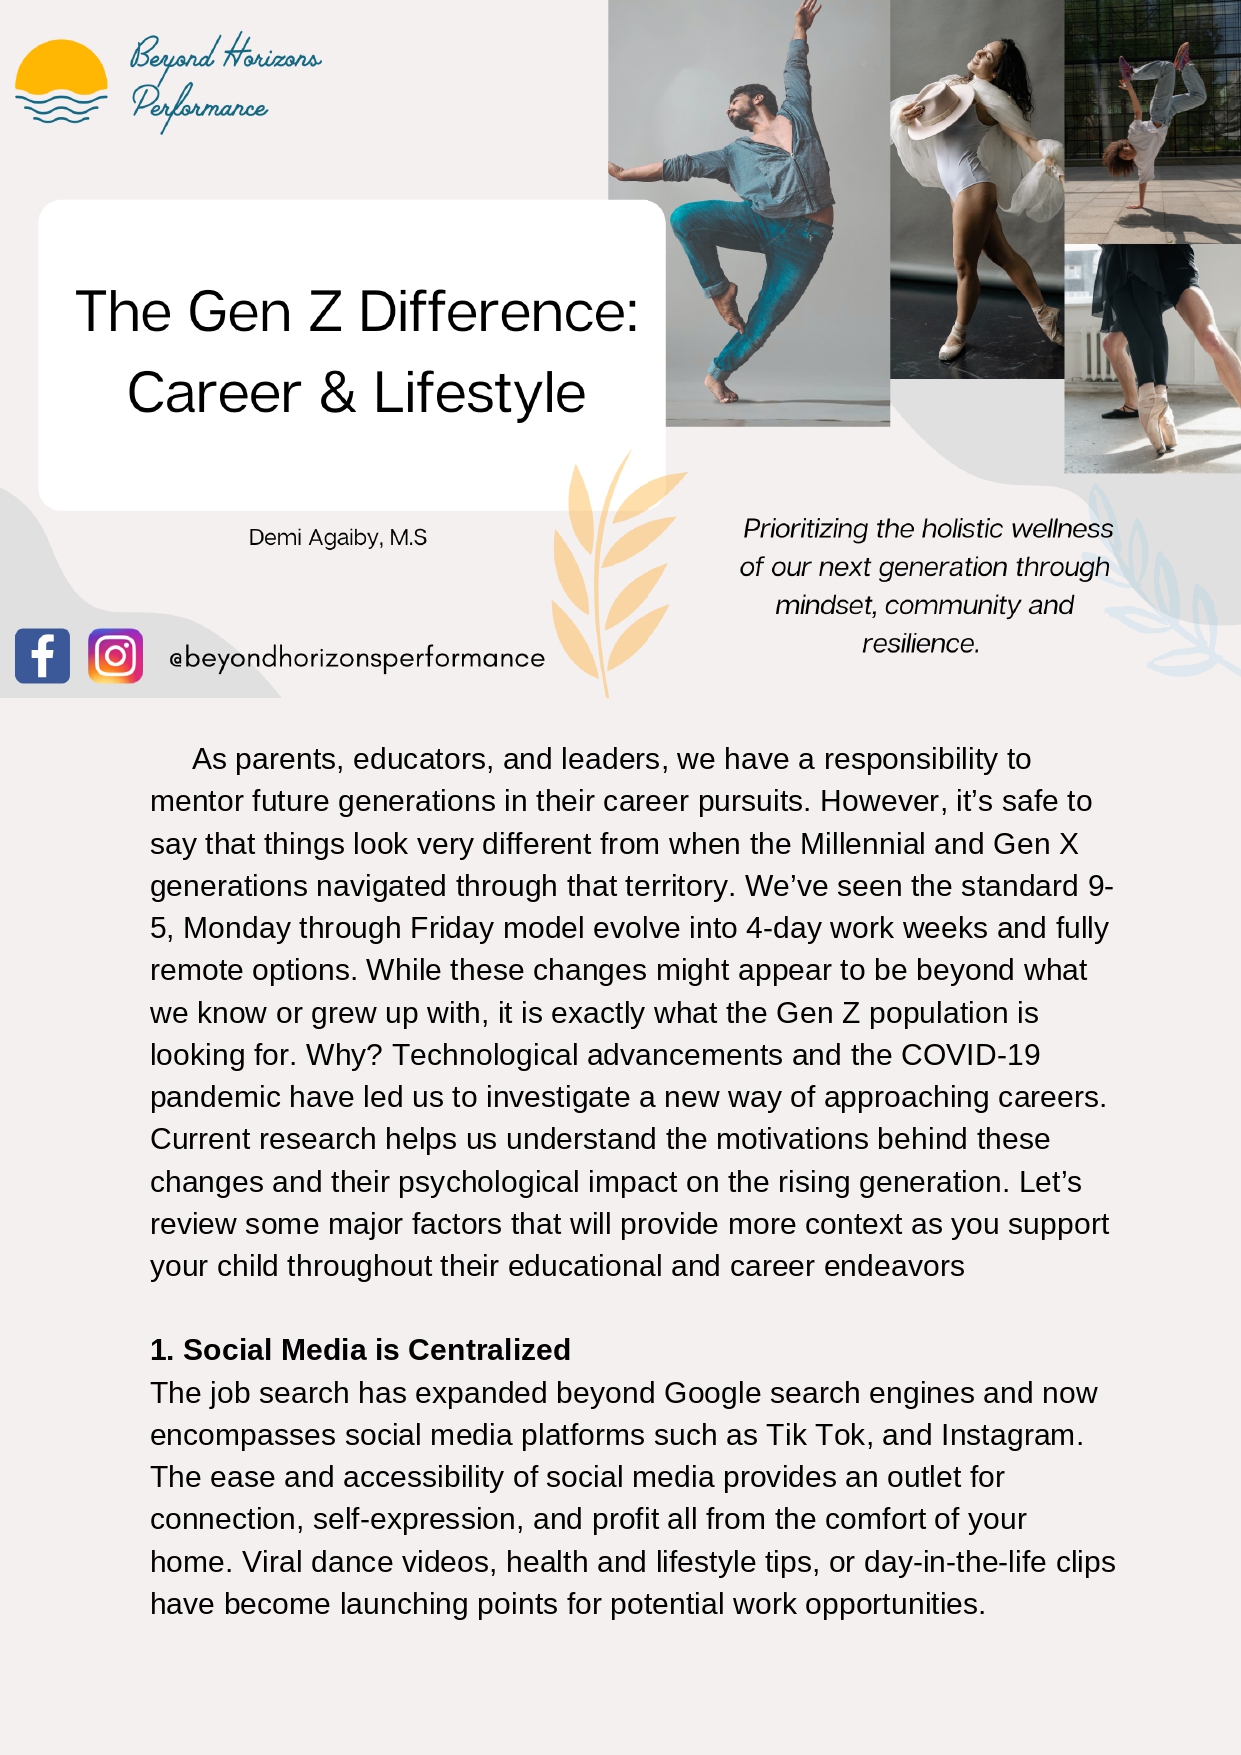 Beyond Horizons
Performance
The Gen Z Difference:
Career & Lifestyle
Demi Agaiby, M.S
@beyondhorizonsperformance
Prioritizing the holistic wellness
of our next generation through
mindset, community and
resilience.
As parents, educators, and leaders, we have a responsibility to
mentor future generations in their career pursuits. However, it’s safe to
say that things look very different from when the Millennial and Gen X
generations navigated through that territory. We’ve seen the standard 9-
5, Monday through Friday model evolve into 4-day work weeks and fully
remote options. While these changes might appear to be beyond what
we know or grew up with, it is exactly what the Gen Z population is
looking for. Why? Technological advancements and the COVID-19
pandemic have led us to investigate a new way of approaching careers.
Current research helps us understand the motivations behind these
changes and their psychological impact on the rising generation. Let’s
review some major factors that will provide more context as you support
your child throughout their educational and career endeavors
1. Social Media is Centralized
The job search has expanded beyond Google search engines and now
encompasses social media platforms such as Tik Tok, and Instagram.
The ease and accessibility of social media provides an outlet for
connection, self-expression, and profit all from the comfort of your
home. Viral dance videos, health and lifestyle tips, or day-in-the-life clips
have become launching points for potential work opportunities.